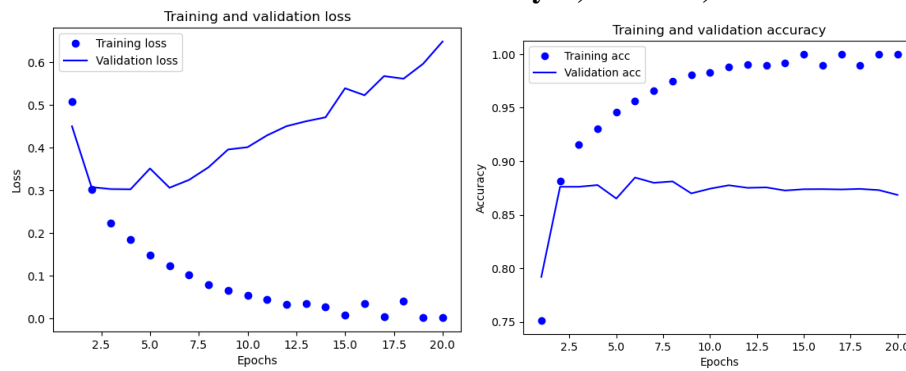 Training and validation loss
Training loss
Validation loss
0.6
0.5
0.4
0.3
0.2
0.1
0.0
Loss
2.5 5.0 7.5 10.0 12.5 15.0 17.5 20.0
Epochs
Training and validation accuracy
Training acc
Validation acc
1.00
0.95
0.90
0.85
0.80
0.75
Accuracy
2.5 5.0 7.5 10.0 12.5 15.0 17.5 20.0
Epochs